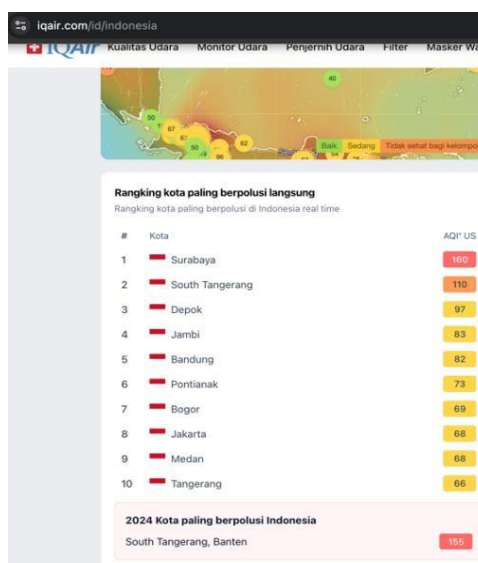 iqair.com/id/indonesia
IQAir Kualitas Udara Monitor Udara Penjernih Udara Filter Masker Wa
40
50
67
62
50
96
Baik Sedang Tidak sehat bagi kelompo
Rangking kota paling berpolusi langsung
Rangking kota paling berpolusi di Indonesia real time
# Kota AQI* US
1 Surabaya 160
2 South Tangerang 110
3 Depok 97
4 Jambi 83
5 Bandung 82
6 Pontianak 73
7 Bogor 69
8 Jakarta 68
9 Medan 68
10 Tangerang 66
2024 Kota paling berpolusi Indonesia
South Tangerang, Banten 155